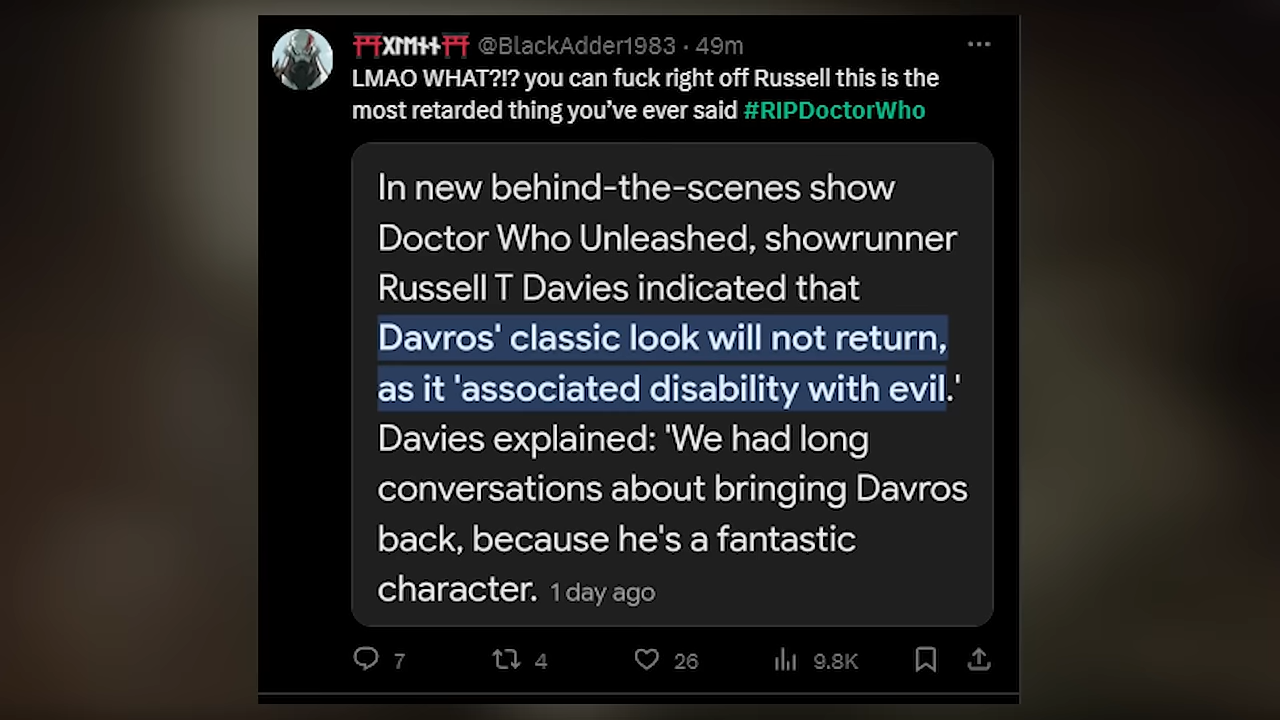 @BlackAdder1983 · 49m
LMAO WHAT?!? you can fuck right off Russell this is the
most retarded thing you've ever said #RIPDoctorWho
In new behind-the-scenes show
Doctor Who Unleashed, showrunner
Russell T Davies indicated that
Davros' classic look will not return,
as it 'associated disability with evil.'
Davies explained: 'We had long
conversations about bringing Davros
back, because he's a fantastic
character. 1 day ago
7 4 26 9.8K